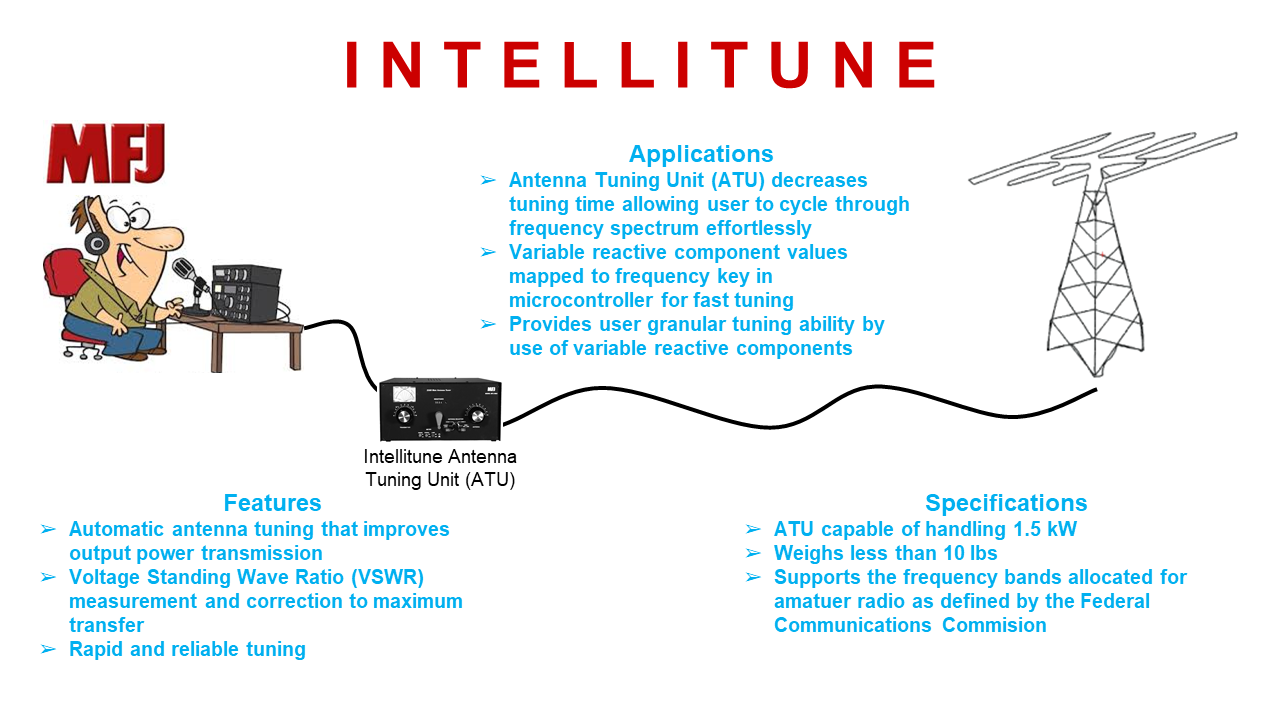 INTELLITUNE
MFJ
Applications
➢ Antenna Tuning Unit (ATU) decreases
tuning time allowing user to cycle through
frequency spectrum effortlessly
➢ Variable reactive component values
mapped to frequency key in
microcontroller for fast tuning
➢ Provides user granular tuning ability by
use of variable reactive components
Intellitune Antenna
Tuning Unit (ATU)
Features
➢ Automatic antenna tuning that improves
output power transmission
➢ Voltage Standing Wave Ratio (VSWR)
measurement and correction to maximum
transfer
➢ Rapid and reliable tuning
Specifications
➢ ATU capable of handling 1.5 kW
➢ Weighs less than 10 lbs
➢ Supports the frequency bands allocated for
amatuer radio as defined by the Federal
Communications Commision